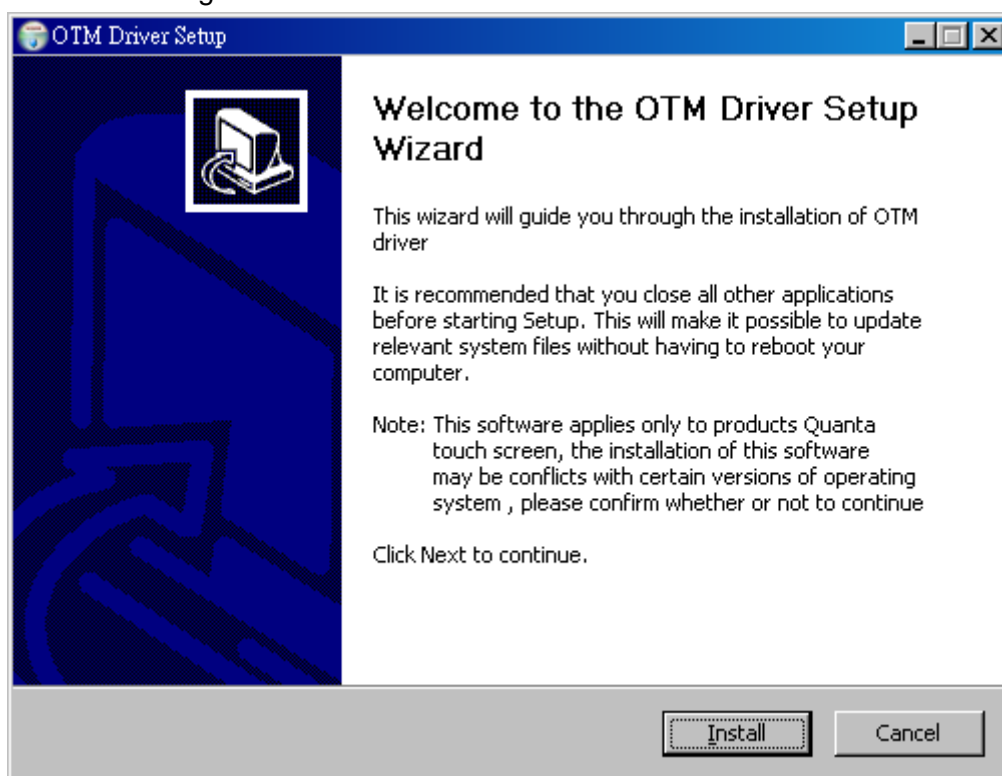 OTM Driver Setup
Welcome to the OTM Driver Setup
Wizard
This wizard will guide you through the installation of OTM
driver
It is recommended that you close all other applications
before starting Setup. This will make it possible to update
relevant system files without having to reboot your
computer.
Note: This software applies only to products Quanta
touch screen, the installation of this software
may be conflicts with certain versions of operating
system , please confirm whether or not to continue
Click Next to continue.
Install
Cancel